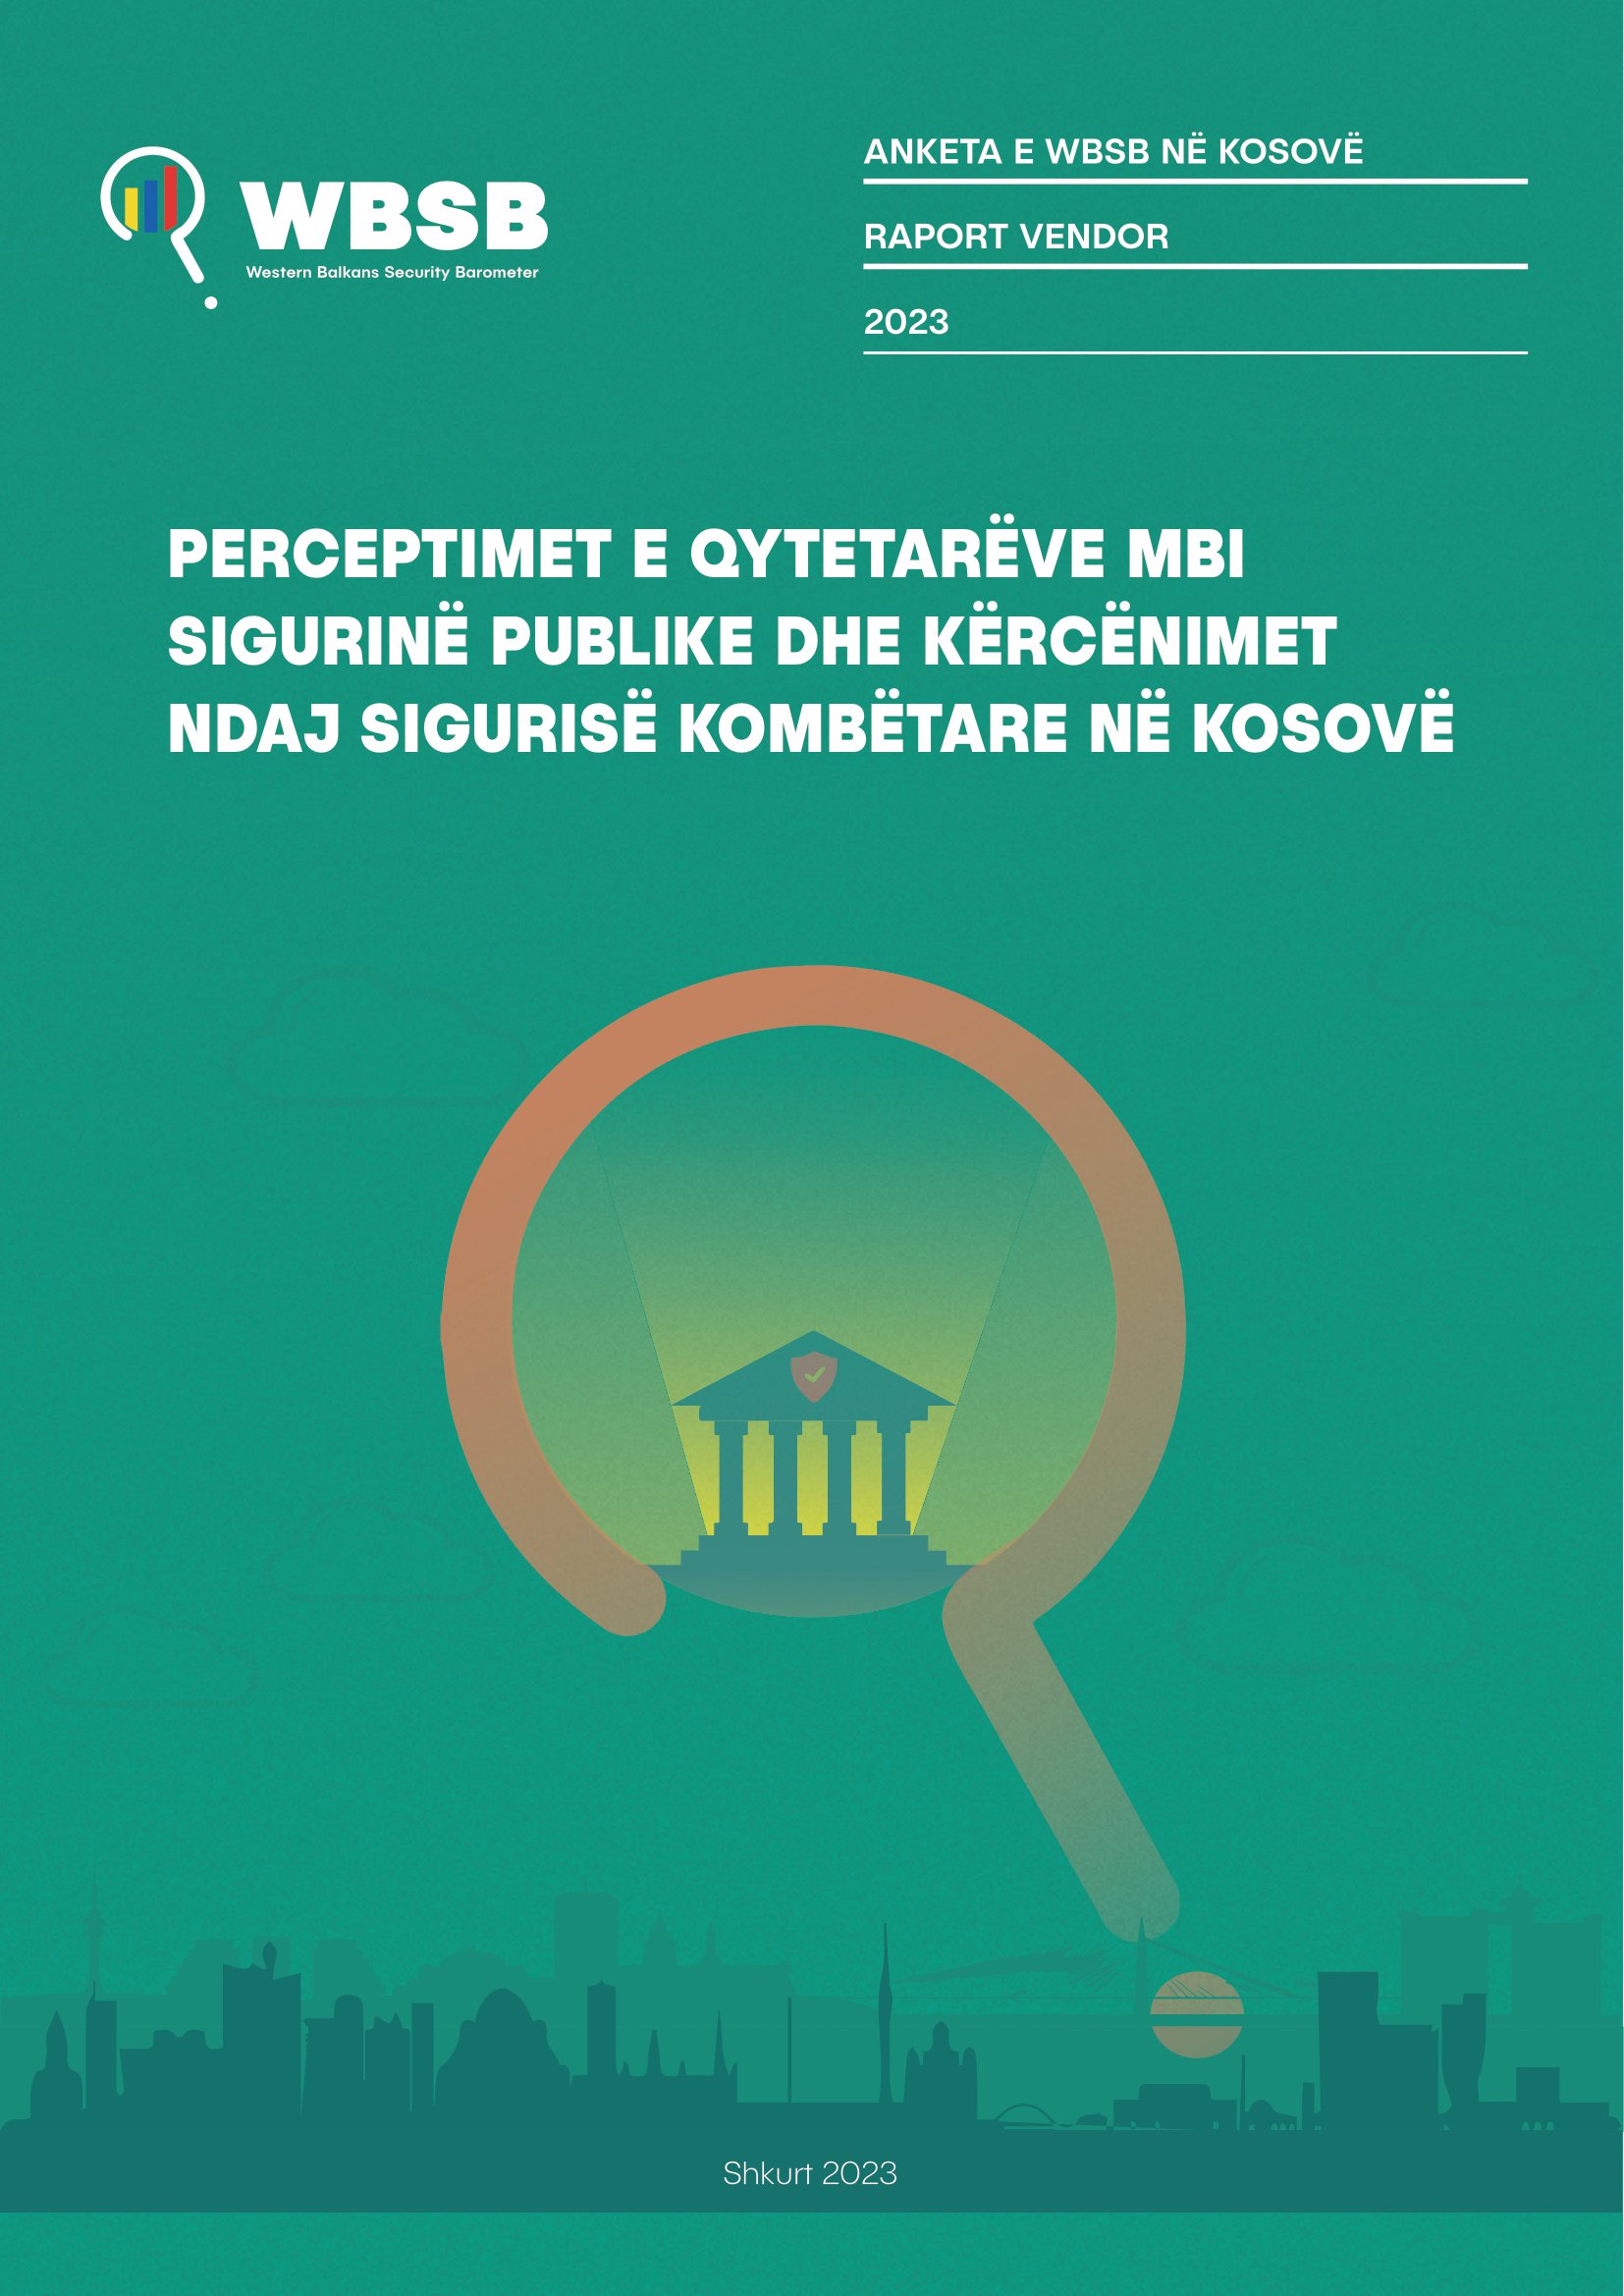 WBSB
Western Balkans Security Barometer
ANKETA E WBSB NË KOSOVË
RAPORT VENDOR
2023
PERCEPTIMET E QYTETARËVE MBI
SIGURINË PUBLIKE DHE KËRCËNIMET
NDAJ SIGURISË KOMBËTARE NË KOSOVË
Shkurt 2023